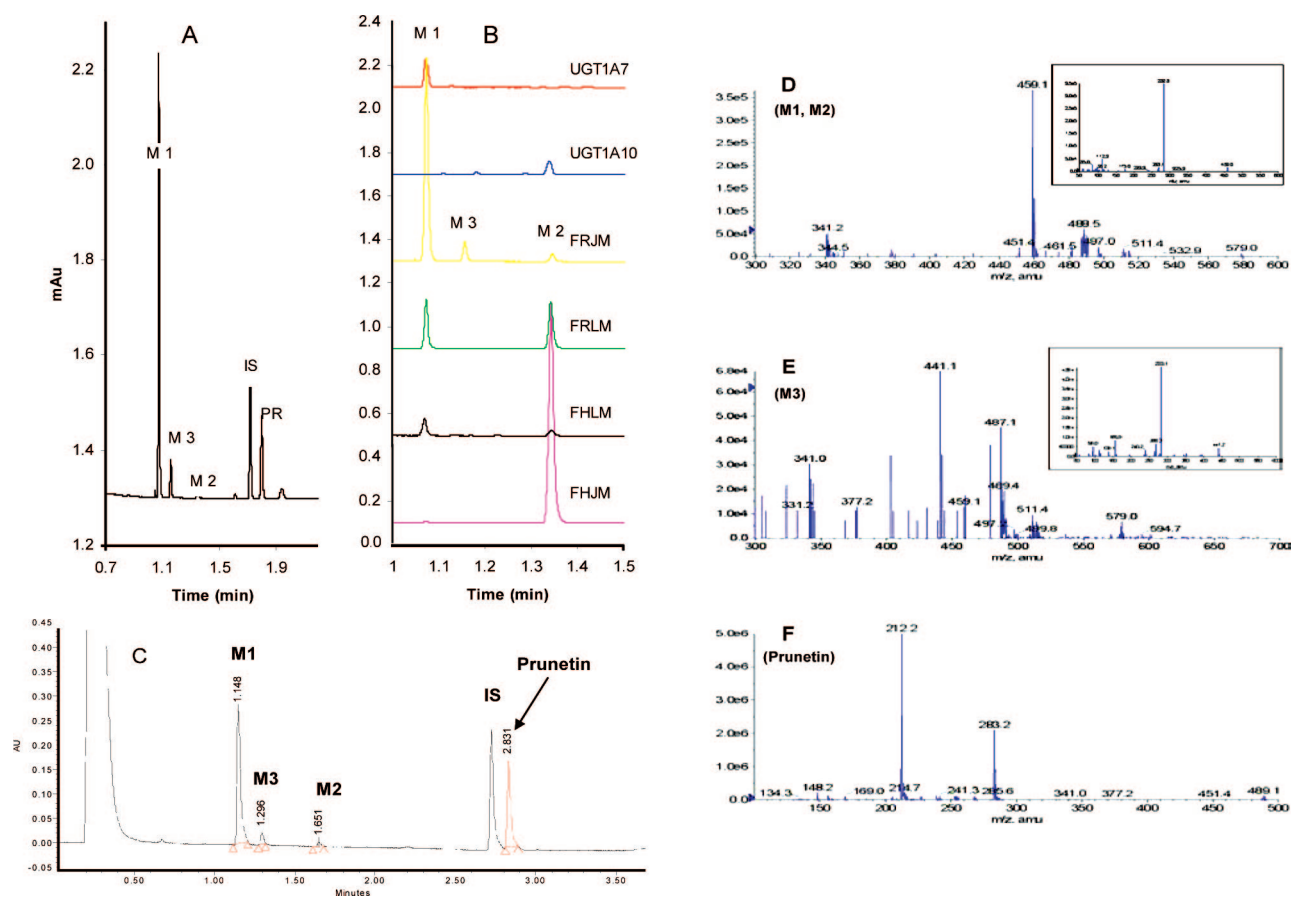 A
2.2
2.0
1.8
1.6
1.4
1.2
mAu
M 1
M 3
M 2
IS
PR
0.7
1.1
1.5
1.9
Time (min)
B
2.4
2.2
2.0
1.8
1.6
1.4
1.2
1.0
0.8
0.6
0.4
0.2
0.0
M 1
M 3
M 2
UGT1A7
UGT1A10
FRJM
FRLM
FHLM
FHJM
1
1.1
1.2
1.3
1.4
1.5
Time (min)
C
0.45
0.40
0.35
0.30
0.25
0.20
0.15
0.10
0.05
0.00
-0.05
AU
M1
1.148
M3
1.296
M2
1.651
IS
Prunetin
2.831
0.50
1.00
1.50
2.00
2.50
3.00
3.50
Minutes
D
(M1, M2)
3.5e5
3.0e5
2.5e5
2.0e5
1.5e5
1.0e5
5.0e4
0.0
341.2
344.5
451.4
459.1
461.5
488.5
497.0
511.4
532.9
579.0
300 320 340 360 380 400 420 440 460 480 500 520 540 560 580 600
m/z, amu
E
(M3)
6.8e4
6.0e4
5.0e4
4.0e4
3.0e4
2.0e4
1.0e4
0.0
331.2
341.0
377.2
441.1
459.1
487.1
489.4
497.2
511.4
499.8
579.0
594.7
300 350 400 450 500 550 600 650 700
m/z, amu
F
(Prunetin)
5.0e6
4.0e6
3.0e6
2.0e6
1.0e6
0.0
134.3
148.2
169.0
212.2
214.7
241.3
283.2
285.6
341.0
377.2
451.4
489.1
150 200 250 300 350 400 450 500
m/z, amu